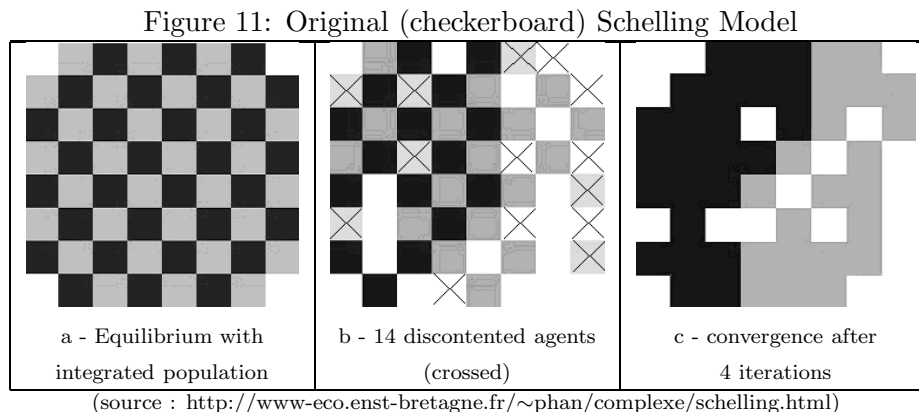 Figure 11: Original (checkerboard) Schelling Model
a - Equilibrium with
integrated population
b - 14 discontented agents
(crossed)
c - convergence after
4 iterations
(source : http://www-eco.enst-bretagne.fr/∼phan/complexe/schelling.html)